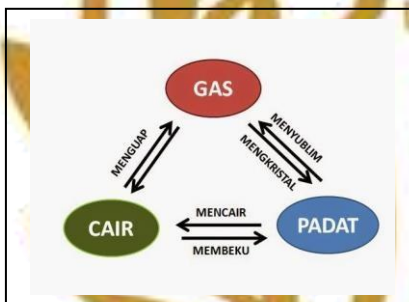 GAS
MENGUAP
MENYUBLIM
MENGKRISTAL
CAIR
MENCAIR
MEMBEKU
PADAT